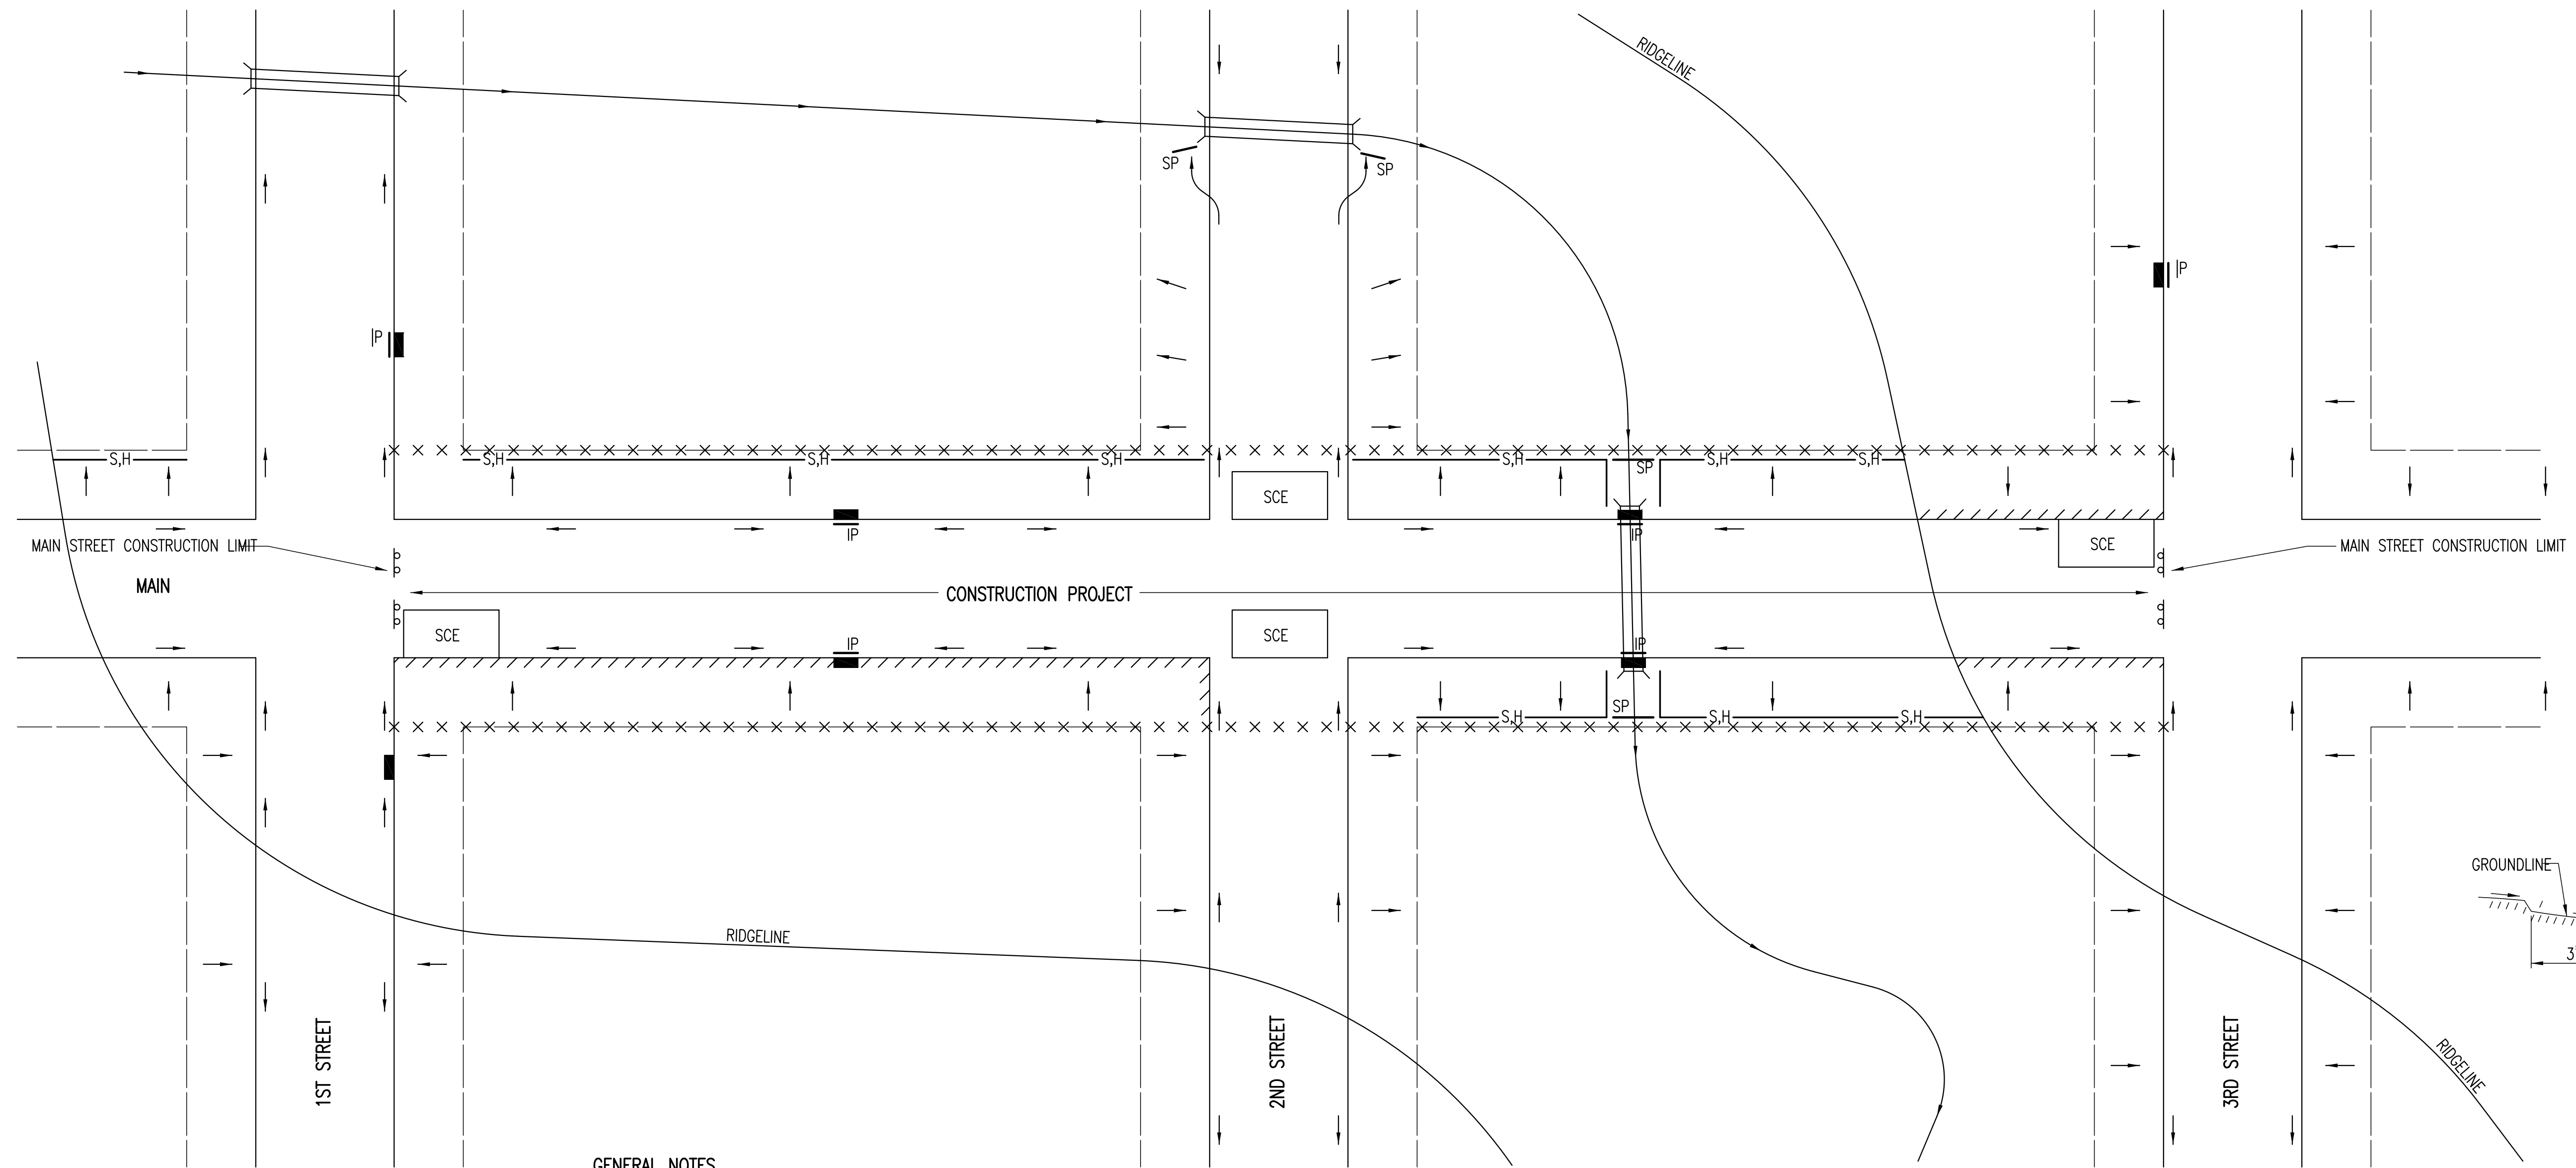 RIDGELINE
SP
SP
IP
IP
S,H
S,H
S,H
S,H
S,H
SP
S,H
S,H
SCE
IP
IP
MAIN STREET CONSTRUCTION LIMIT
SCE
MAIN STREET CONSTRUCTION LIMIT
MAIN
CONSTRUCTION PROJECT
SCE
SCE
IP
IP
S,H
SP
S,H
S,H
GROUNDLINE
RIDGELINE
3'
1ST STREET
2ND STREET
3RD STREET
RIDGELINE
GENERAL NOTES